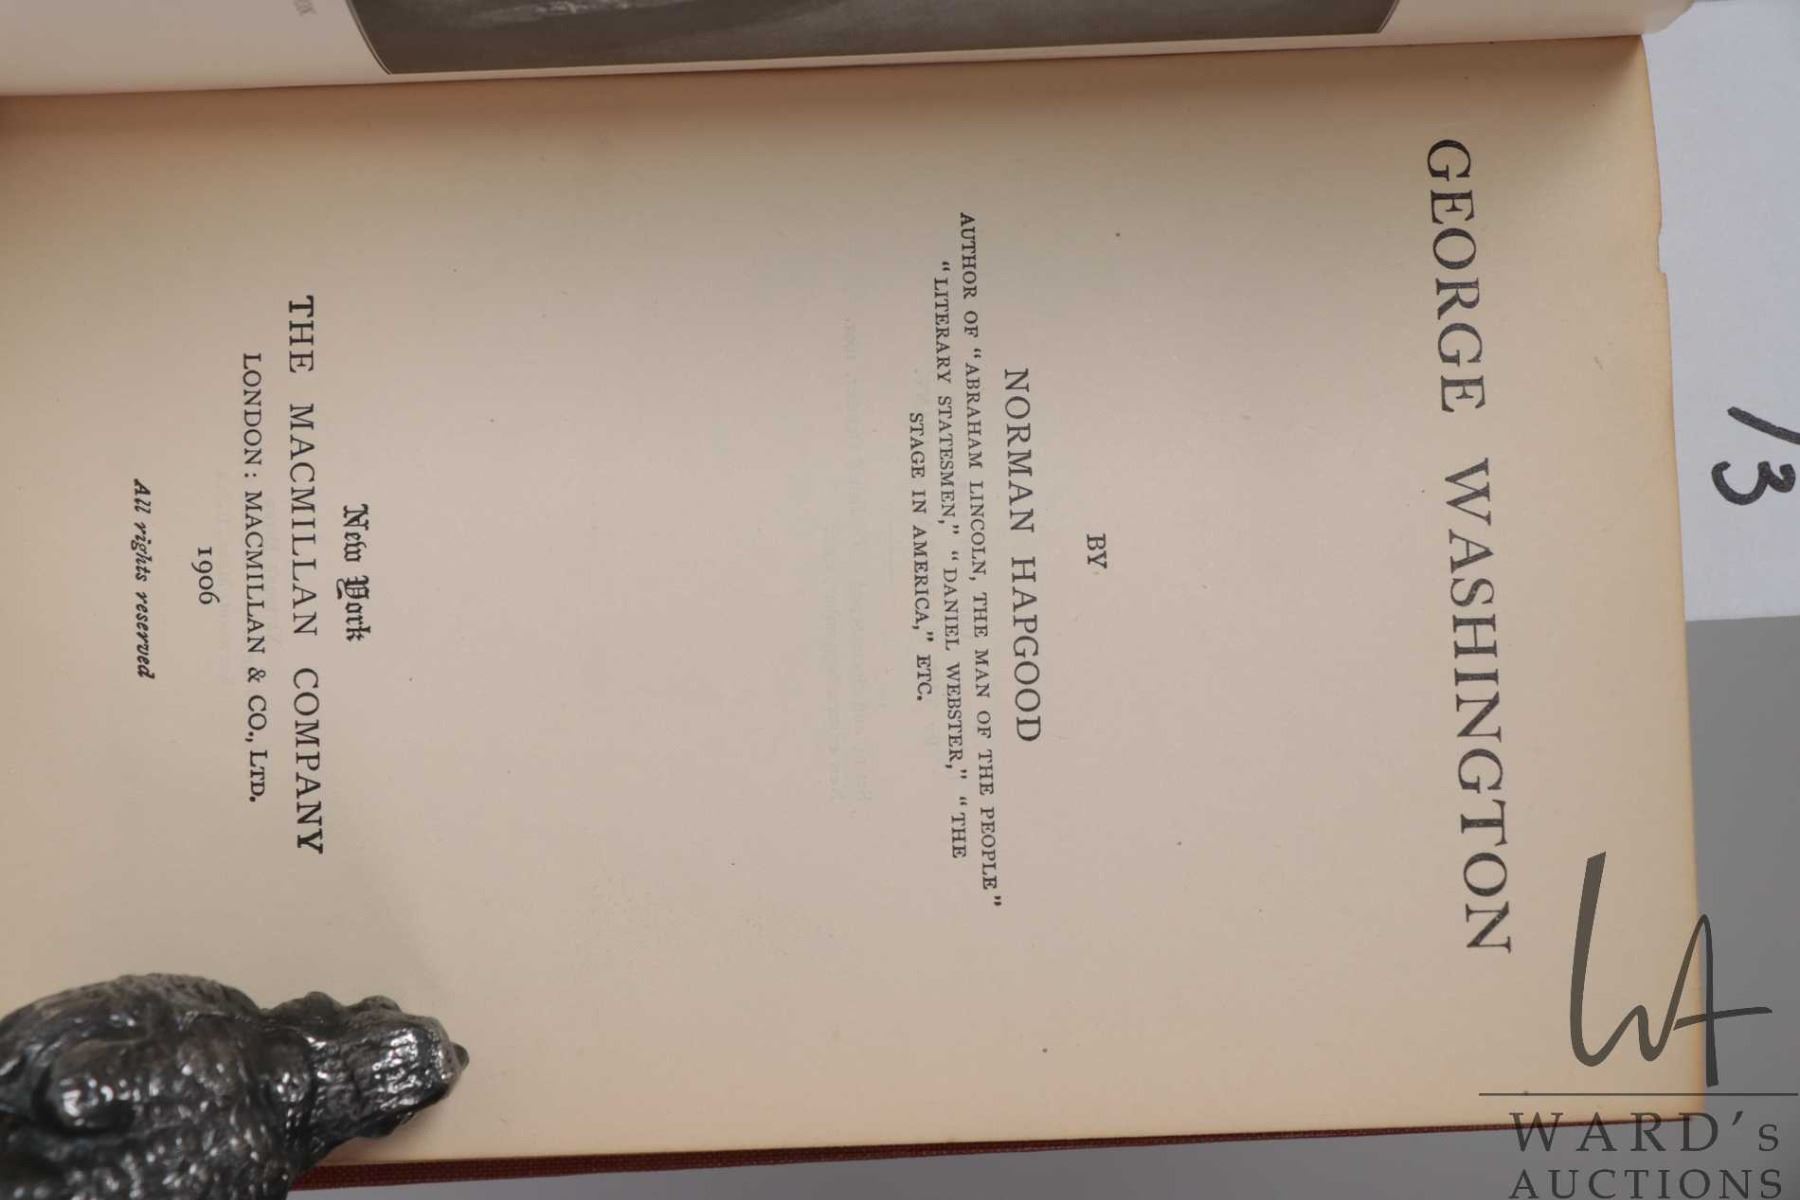 GEORGE WASHINGTON
BY
NORMAN HAPGOOD
AUTHOR OF "ABRAHAM LINCOLN, THE MAN OF THE PEOPLE"
"LITERARY STATESMEN," "DANIEL WEBSTER," "THE
STAGE IN AMERICA," ETC.
New York
THE MACMILLAN COMPANY
LONDON: MACMILLAN & CO., LTD.
1906
All rights reserved
13
WA
WARD's
AUCTIONS